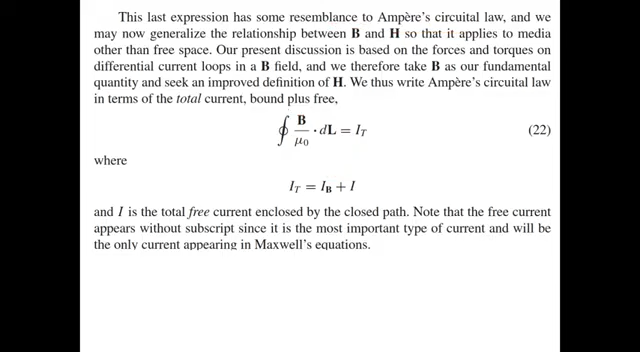 This last expression has some resemblance to Ampère's circuital law, and we
may now generalize the relationship between B and H so that it applies to media
other than free space. Our present discussion is based on the forces and torques on
differential current loops in a B field, and we therefore take B as our fundamental
quantity and seek an improved definition of H. We thus write Ampère's circuital law
in terms of the total current, bound plus free,
∮ B/μ₀ · dL = I_T (22)
where
I_T = I_B + I
and I is the total free current enclosed by the closed path. Note that the free current
appears without subscript since it is the most important type of current and will be
the only current appearing in Maxwell's equations.